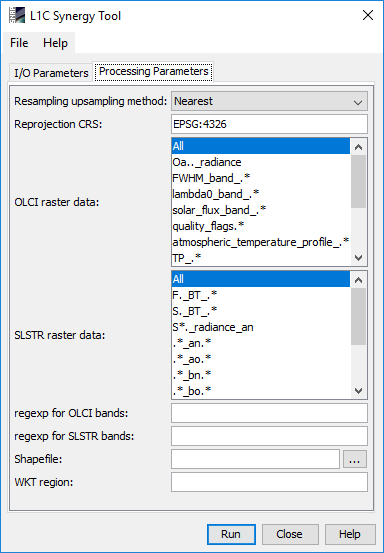 L1C Synergy Tool
File Help
I/O Parameters Processing Parameters
Resampling upsampling method: Nearest
Reprojection CRS: EPSG:4326
OLCI raster data:
All
Oa.._radiance
FWHM_band_.*
lambda0_band_.*
solar_flux_band_.*
quality_flags.*
atmospheric_temperature_profile_.*
TP_.*
SLSTR raster data:
All
F._BT_.*
S._BT_.*
S*._radiance_an
.*_an.*
.*_ao.*
.*_bn.*
.*_bo.*
regexp for OLCI bands:
regexp for SLSTR bands:
Shapefile: ...
WKT region:
Run Close Help